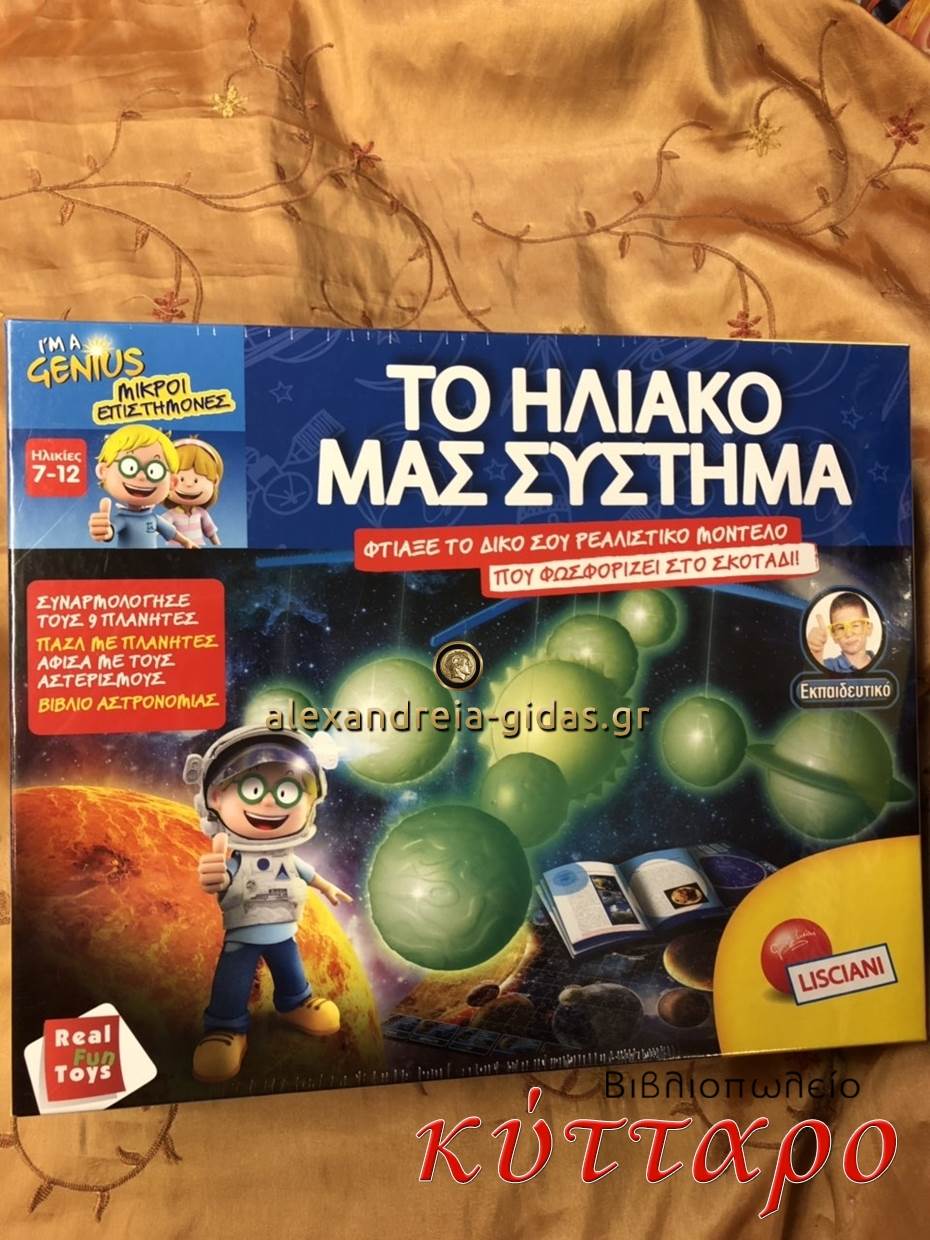 I'M A
GENIUS
ΜΙΚΡΟΙ
ΕΠΙΣΤΗΜΟΝΕΣ
Ηλικίες
7-12
ΤΟ ΗΛΙΑΚΟ
ΜΑΣ ΣΥΣΤΗΜΑ
ΦΤΙΑΞΕ ΤΟ ΔΙΚΟ ΣΟΥ ΡΕΑΛΙΣΤΙΚΟ ΜΟΝΤΕΛΟ
ΠΟΥ ΦΩΣΦΟΡΙΖΕΙ ΣΤΟ ΣΚΟΤΑΔΙ!!
ΣΥΝΑΡΜΟΛΟΓΗΣΕ
ΤΟΥΣ 9 ΠΛΑΝΗΤΕΣ
ΠΑΖΛ ΜΕ ΠΛΑΝΗΤΕΣ
ΑΦΙΣΑ ΜΕ ΤΟΥΣ
ΑΣΤΕΡΙΣΜΟΥΣ
ΒΙΒΛΙΟ ΑΣΤΡΟΝΟΜΙΑΣ
Εκπαιδευτικό
alexandreia-gidas.gr
LISCIANI
Real
Fun
Toys
Βιβλιοπωλείο
κύτταρο